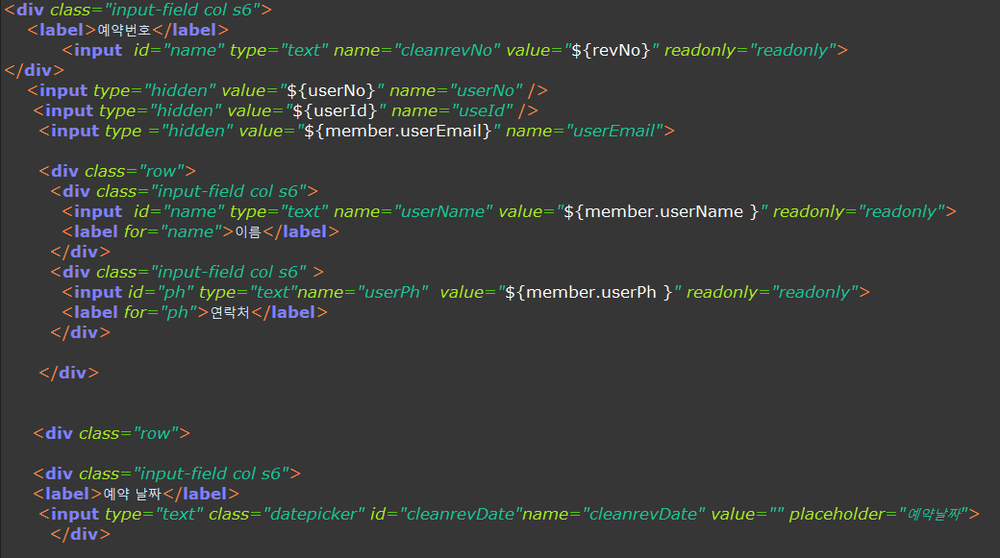 <div class="input-field col s6">
<label>예약번호</label>
<input  id="name" type="text" name="cleanrevNo" value="${revNo}" readonly="readonly">
</div>
<input type="hidden" value="${userNo}" name="userNo" />
<input type="hidden" value="${userId}" name="useId" />
<input type ="hidden" value="${member.userEmail}" name="userEmail">
<div class="row">
<div class="input-field col s6">
<input  id="name" type="text" name="userName" value="${member.userName }" readonly="readonly">
<label for="name">이름</label>
</div>
<div class="input-field col s6" >
<input id="ph" type="text"name="userPh"  value="${member.userPh }" readonly="readonly">
<label for="ph">연락처</label>
</div>
</div>
<div class="row">
<div class="input-field col s6">
<label>예약 날짜</label>
<input type="text" class="datepicker" id="cleanrevDate"name="cleanrevDate" value="" placeholder="예약날짜">
</div>